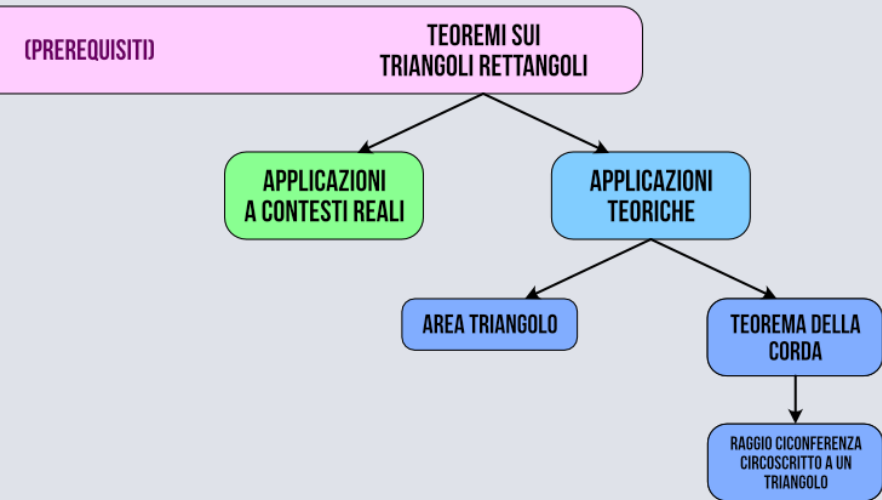 (PREREQUISITI)
TEOREMI SUI
TRIANGOLI RETTANGOLI
APPLICAZIONI
A CONTESTI REALI
APPLICAZIONI
TEORICHE
AREA TRIANGOLO
TEOREMA DELLA
CORDA
RAGGIO CICONFERENZA
CIRCOSCRITTO A UN
TRIANGOLO